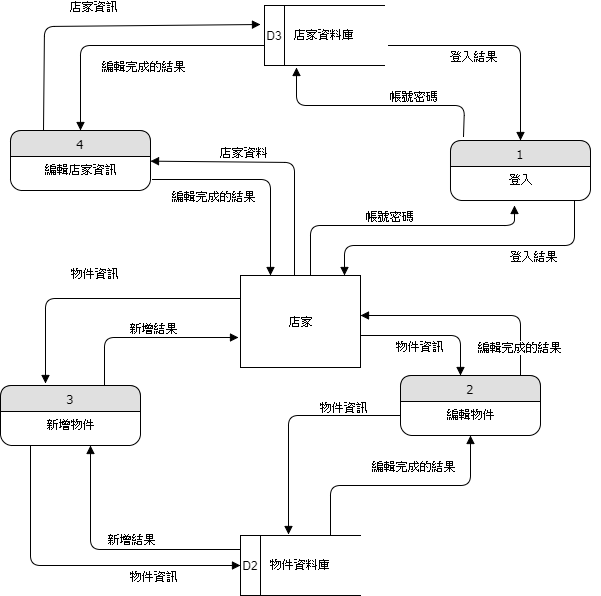 店家資訊
D3
店家資料庫
編輯完成的結果
登入結果
帳號密碼
4
編輯店家資訊
店家資料
1
登入
編輯完成的結果
帳號密碼
登入結果
物件資訊
店家
新增結果
物件資訊
編輯完成的結果
3
新增物件
2
編輯物件
物件資訊
編輯完成的結果
新增結果
D2
物件資料庫
物件資訊